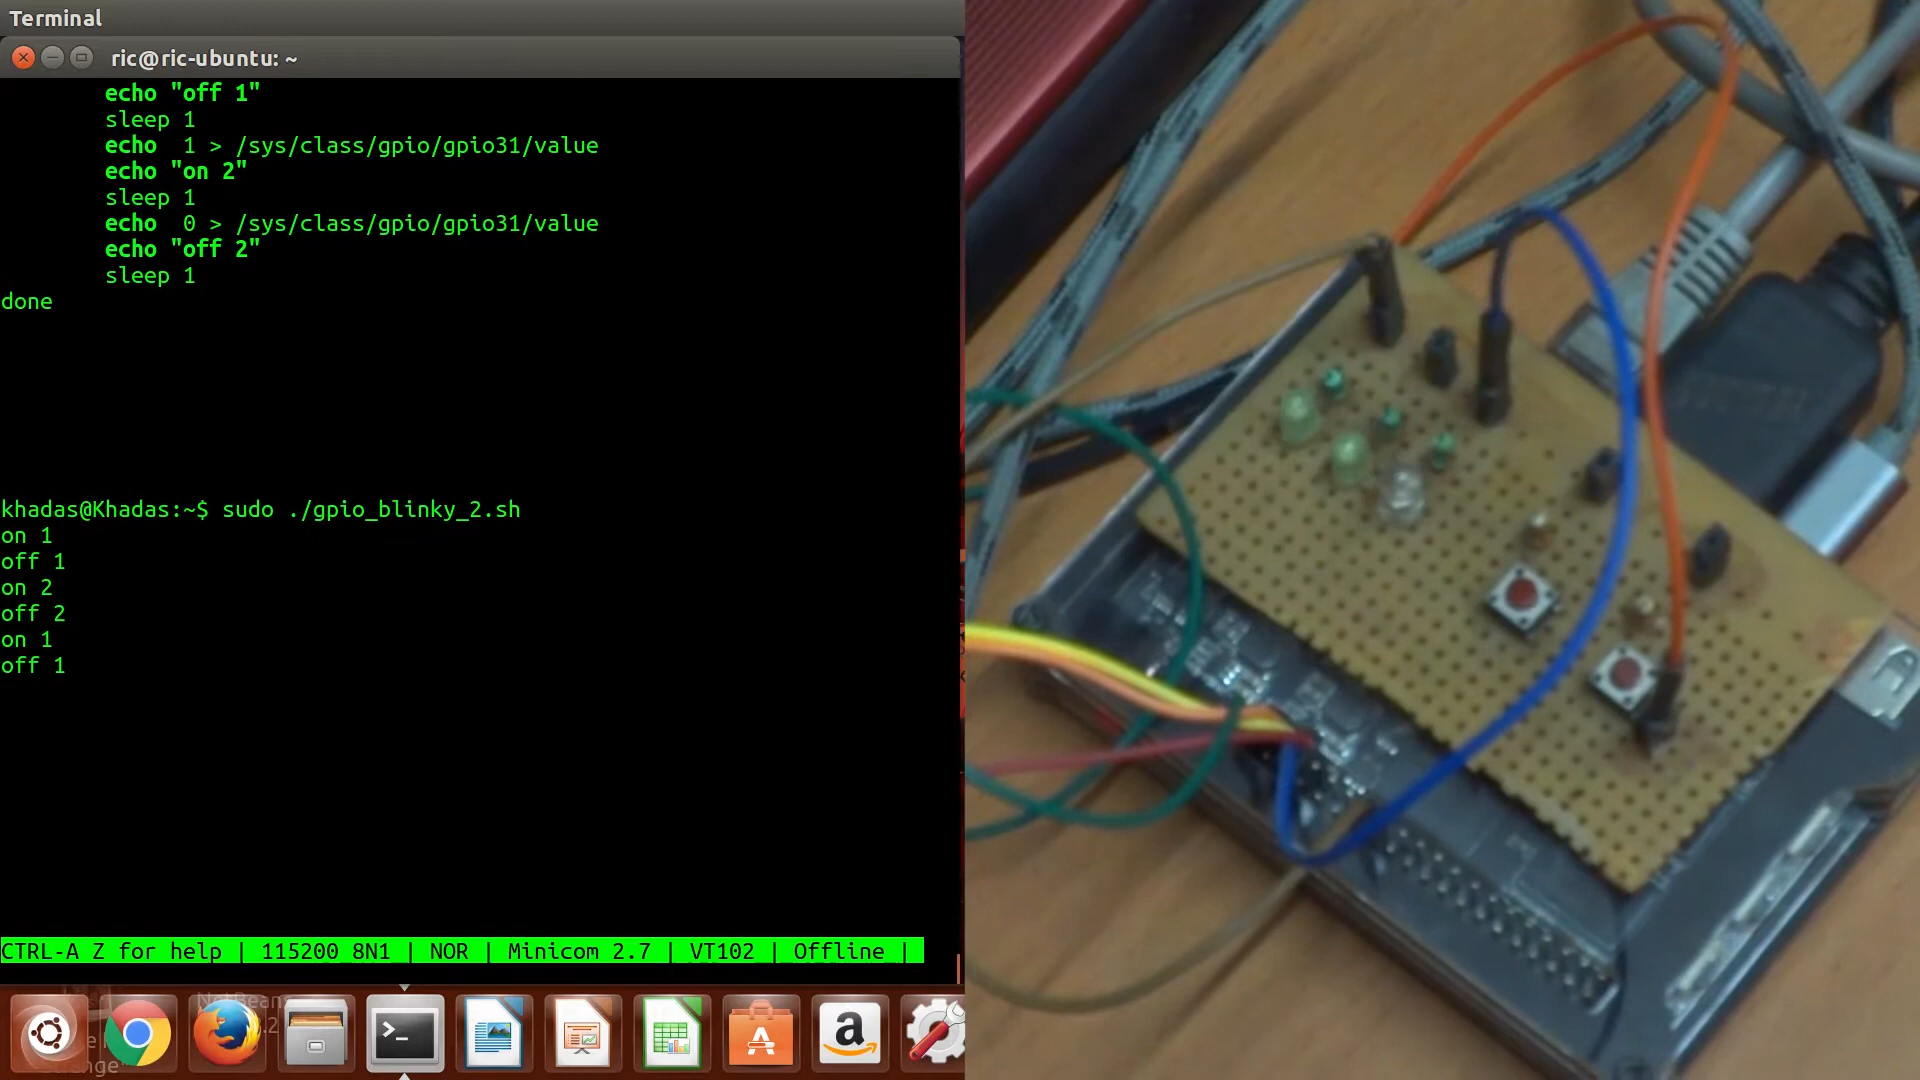 Terminal
ric@ric-ubuntu: ~
echo "off 1"
sleep 1
echo  1 > /sys/class/gpio/gpio31/value
echo "on 2"
sleep 1
echo  0 > /sys/class/gpio/gpio31/value
echo "off 2"
sleep 1
done
khadas@Khadas:~$ sudo ./gpio_blinky_2.sh
on 1
off 1
on 2
off 2
on 1
off 1
CTRL-A Z for help | 115200 8N1 | NOR | Minicom 2.7 | VT102 | Offline |
NetBeans